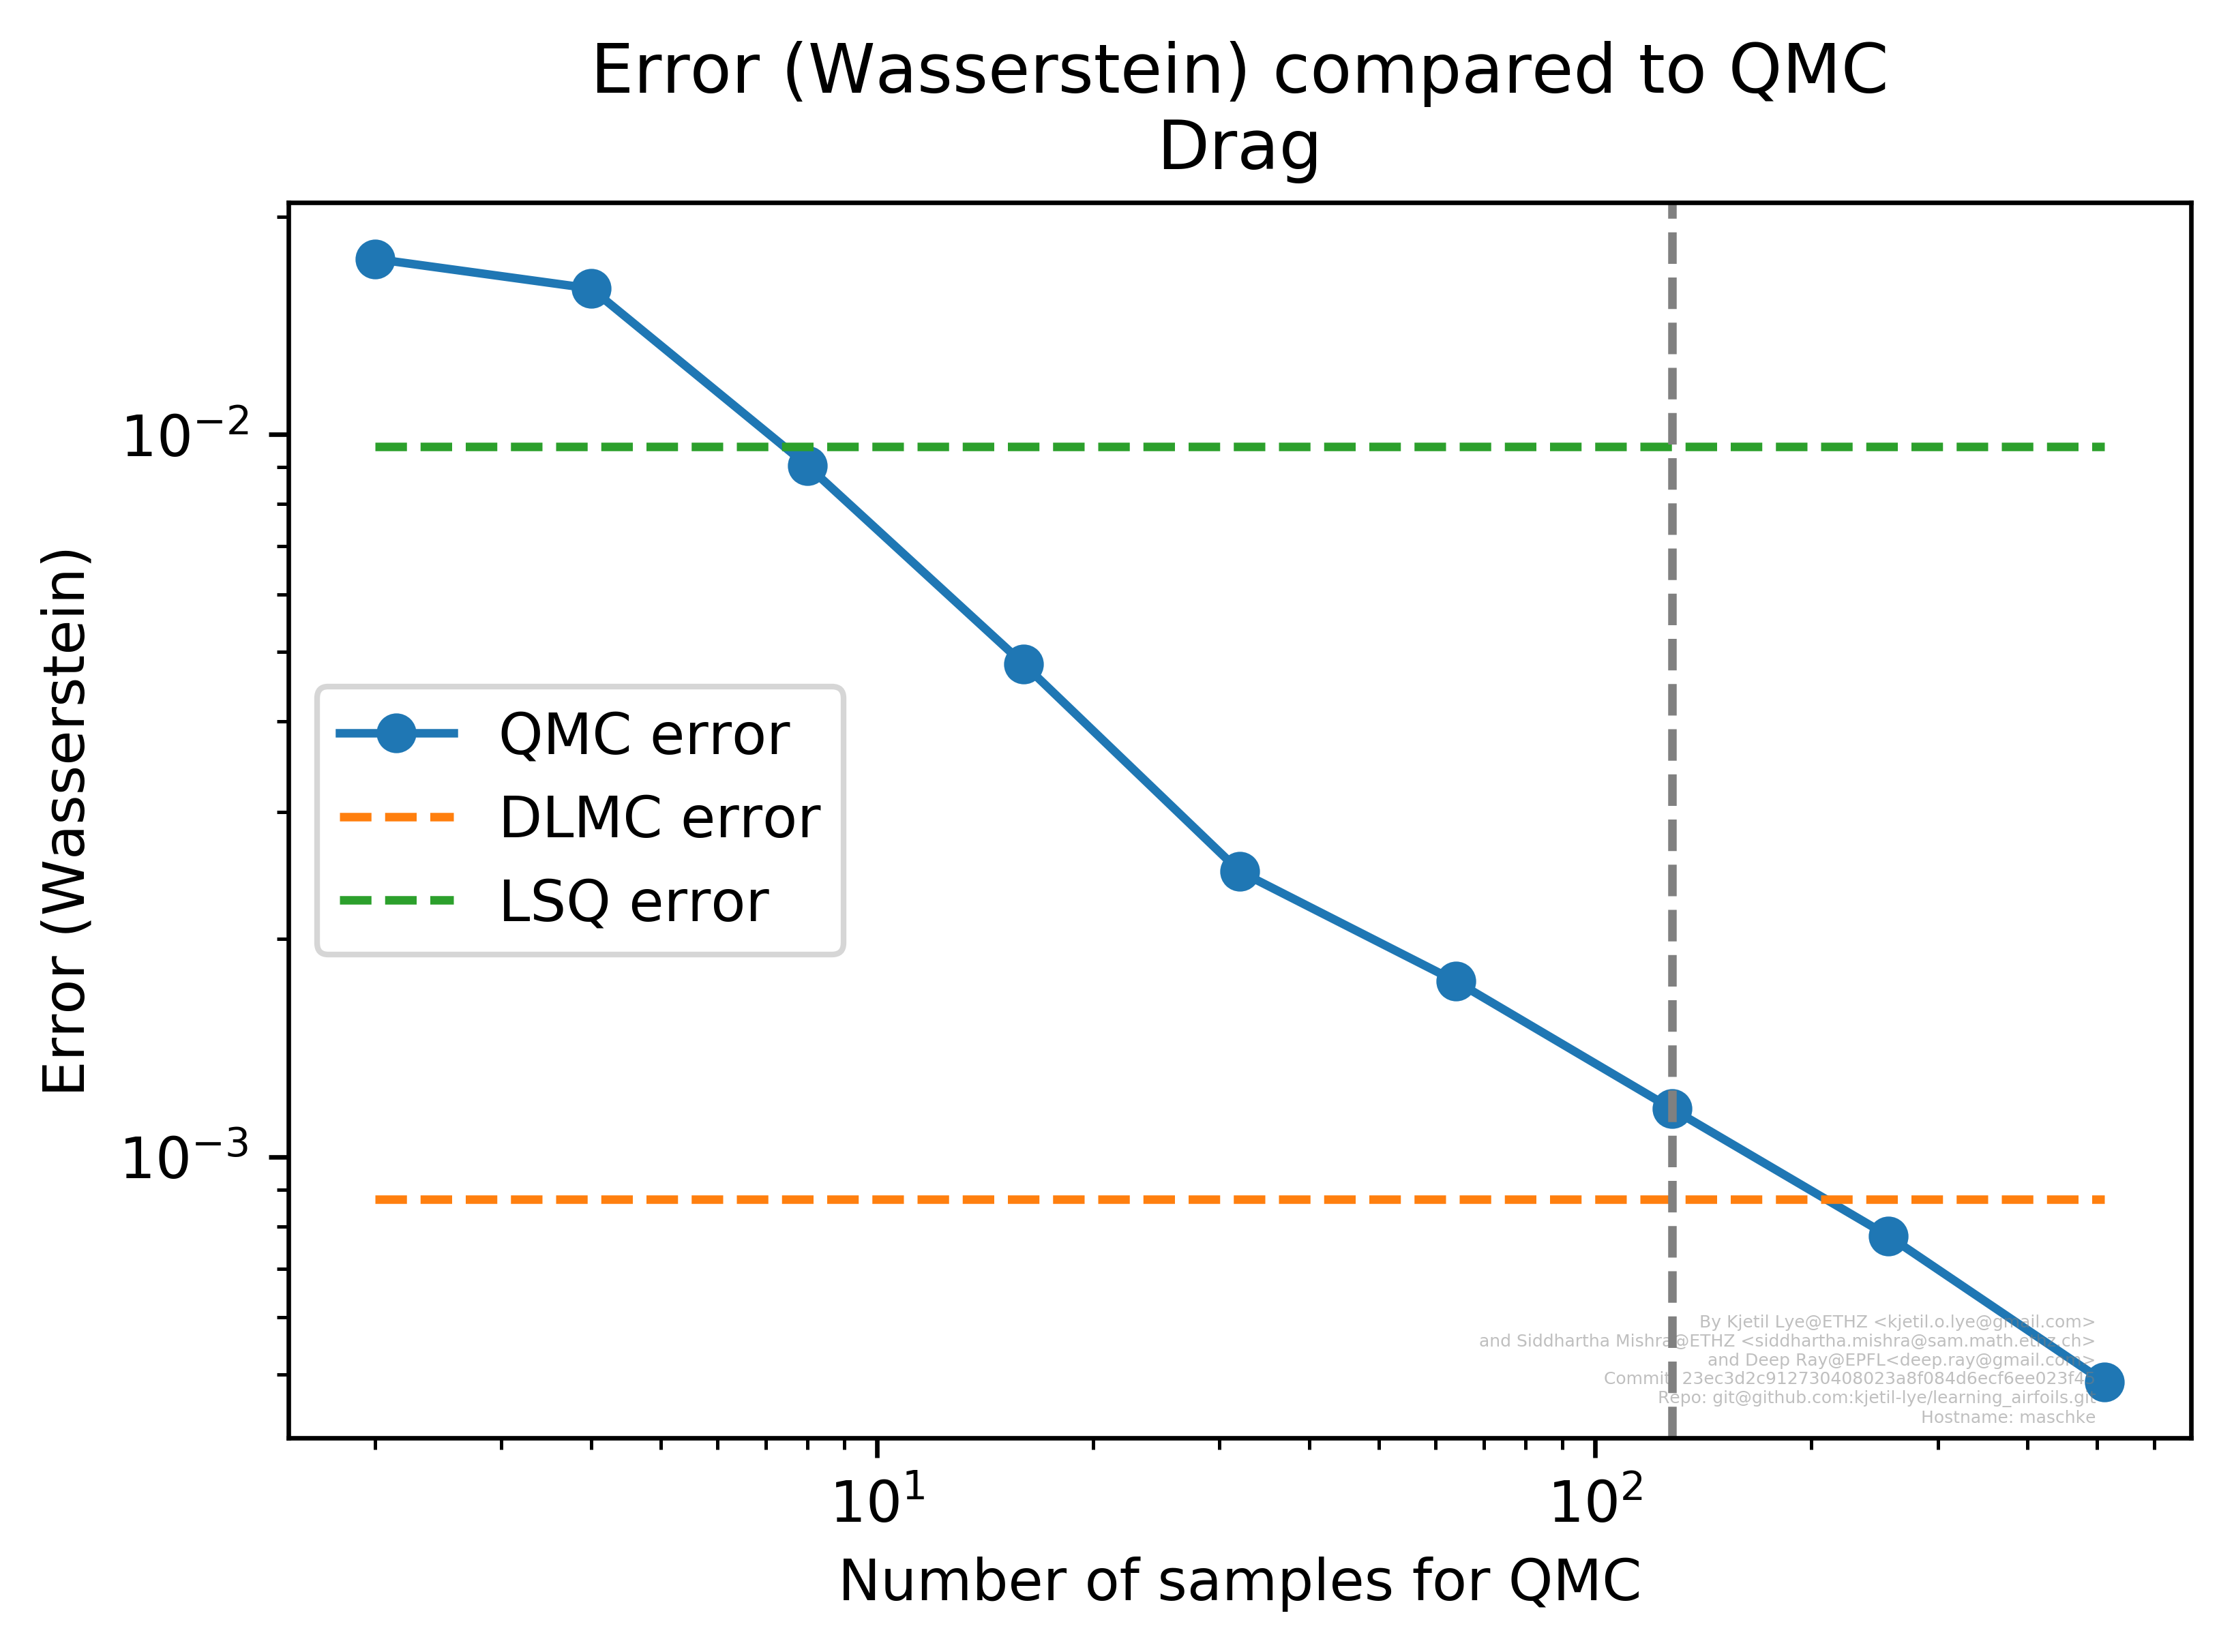 Error (Wasserstein) compared to QMC
Drag
Error (Wasserstein)
10⁻²
10⁻³
QMC error
DLMC error
LSQ error
By Kjetil Lye@ETHZ <kjetil.o.lye@gmail.com>
and Siddhartha Mishra@ETHZ <siddhartha.mishra@sam.math.ethz.ch>
and Deep Ray@EPFL<deep.ray@gmail.com>
Commit:
Repo: git@github.com:kjetil-lye/learning_airfoils.git
Hostname: maschke
10¹
10²
Number of samples for QMC